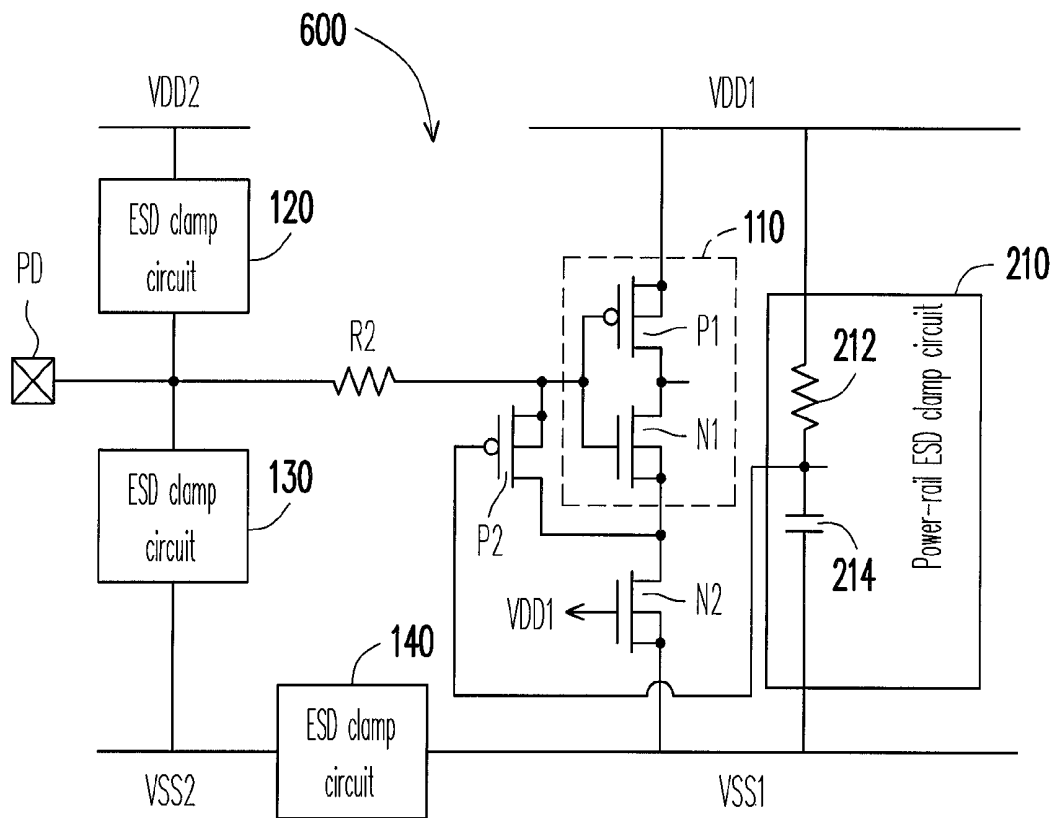 600
VDD2
VDD1
ESD clamp
circuit
120
110
210
PD
R2
P1
212
N1
ESD clamp
circuit
130
P2
214
Power-rail ESD clamp circuit
VDD1
N2
140
ESD clamp
circuit
VSS2
VSS1